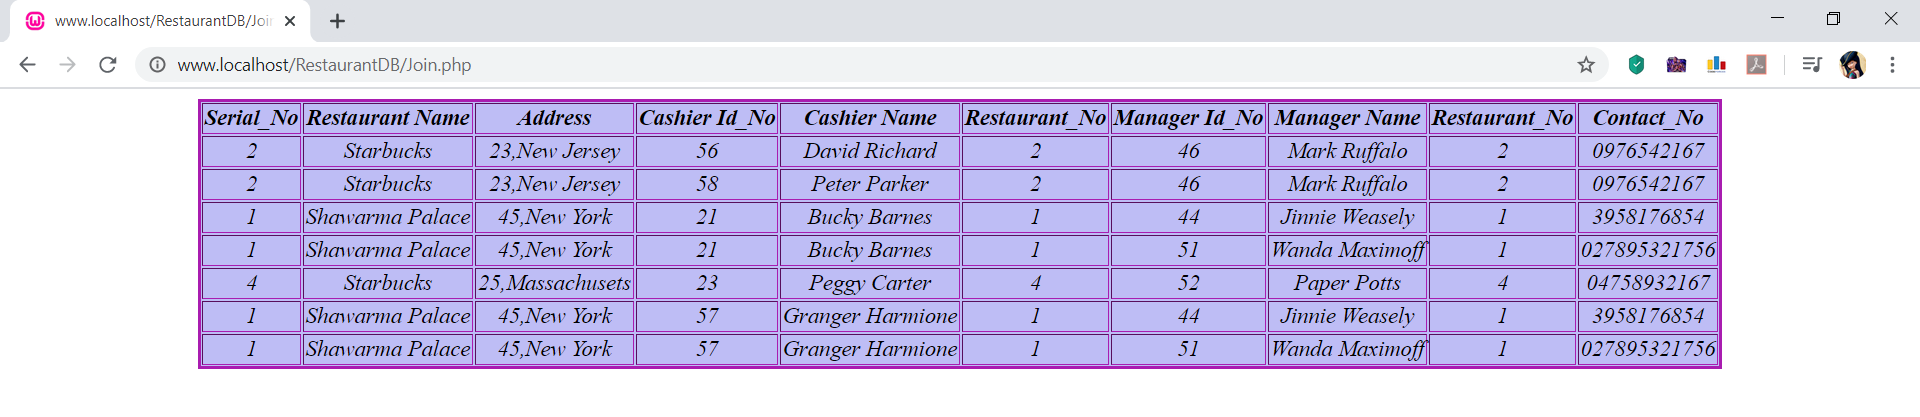 www.localhost/RestaurantDB/Joi
www.localhost/RestaurantDB/Join.php
Serial_No Restaurant Name Address Cashier Id_No Cashier Name Restaurant_No Manager Id_No Manager Name Restaurant_No Contact_No
2 Starbucks 23,New Jersey 56 David Richard 2 46 Mark Ruffalo 2 0976542167
2 Starbucks 23,New Jersey 58 Peter Parker 2 46 Mark Ruffalo 2 0976542167
1 Shawarma Palace 45,New York 21 Bucky Barnes 1 44 Jinnie Weasely 1 3958176854
1 Shawarma Palace 45,New York 21 Bucky Barnes 1 51 Wanda Maximoff 1 027895321756
4 Starbucks 25,Massachusets 23 Peggy Carter 4 52 Paper Potts 4 04758932167
1 Shawarma Palace 45,New York 57 Granger Harmione 1 44 Jinnie Weasely 1 3958176854
1 Shawarma Palace 45,New York 57 Granger Harmione 1 51 Wanda Maximoff 1 027895321756